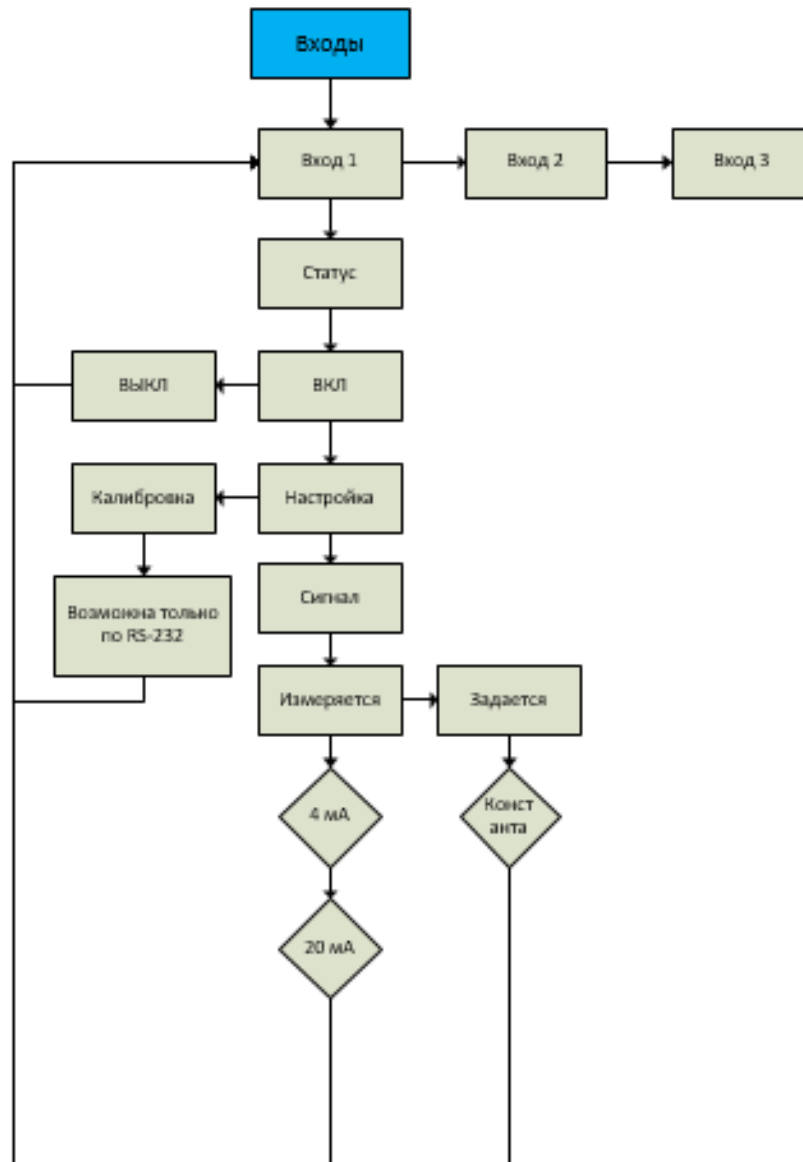 Входы
Вход 1
Вход 2
Вход 3
Статус
ВЫКЛ
ВКЛ
Калибровка
Настройка
Возможна только
по RS-232
Сигнал
Измеряется
Задается
4 мА
Конст
анта
20 мА